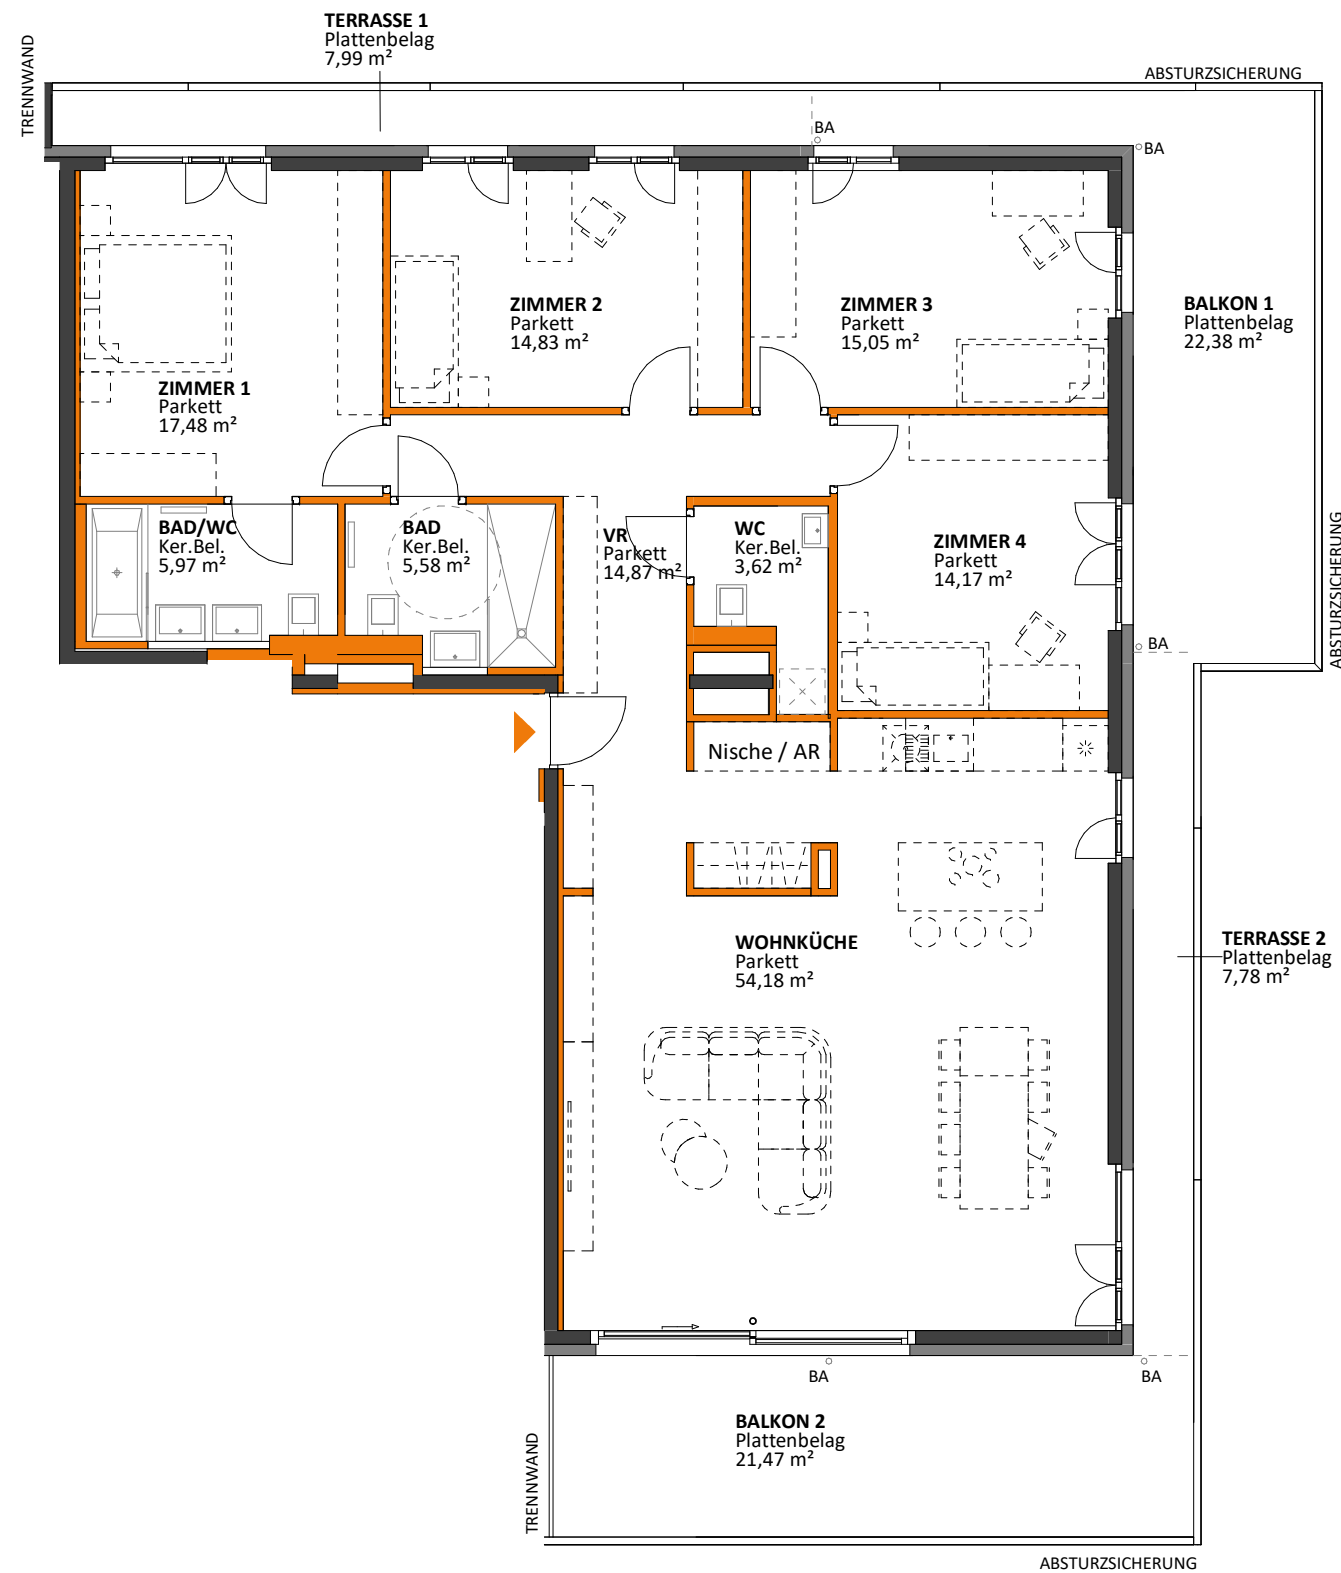 TERRASSE 1
Plattenbelag
7,99 m²
TRENNWAND
ABSTURZSICHERUNG
BA
BA
ZIMMER 1
Parkett
17,48 m²
ZIMMER 2
Parkett
14,83 m²
ZIMMER 3
Parkett
15,05 m²
BALKON 1
Plattenbelag
22,38 m²
BAD/WC
Ker.Bel.
5,97 m²
BAD
Ker.Bel.
5,58 m²
VR
Parkett
14,87 m²
WC
Ker.Bel.
3,62 m²
ZIMMER 4
Parkett
14,17 m²
ABSTURZSICHERUNG
BA
Nische / AR
WOHNKÜCHE
Parkett
54,18 m²
TERRASSE 2
Plattenbelag
7,78 m²
BA
BA
BALKON 2
Plattenbelag
21,47 m²
TRENNWAND
ABSTURZSICHERUNG